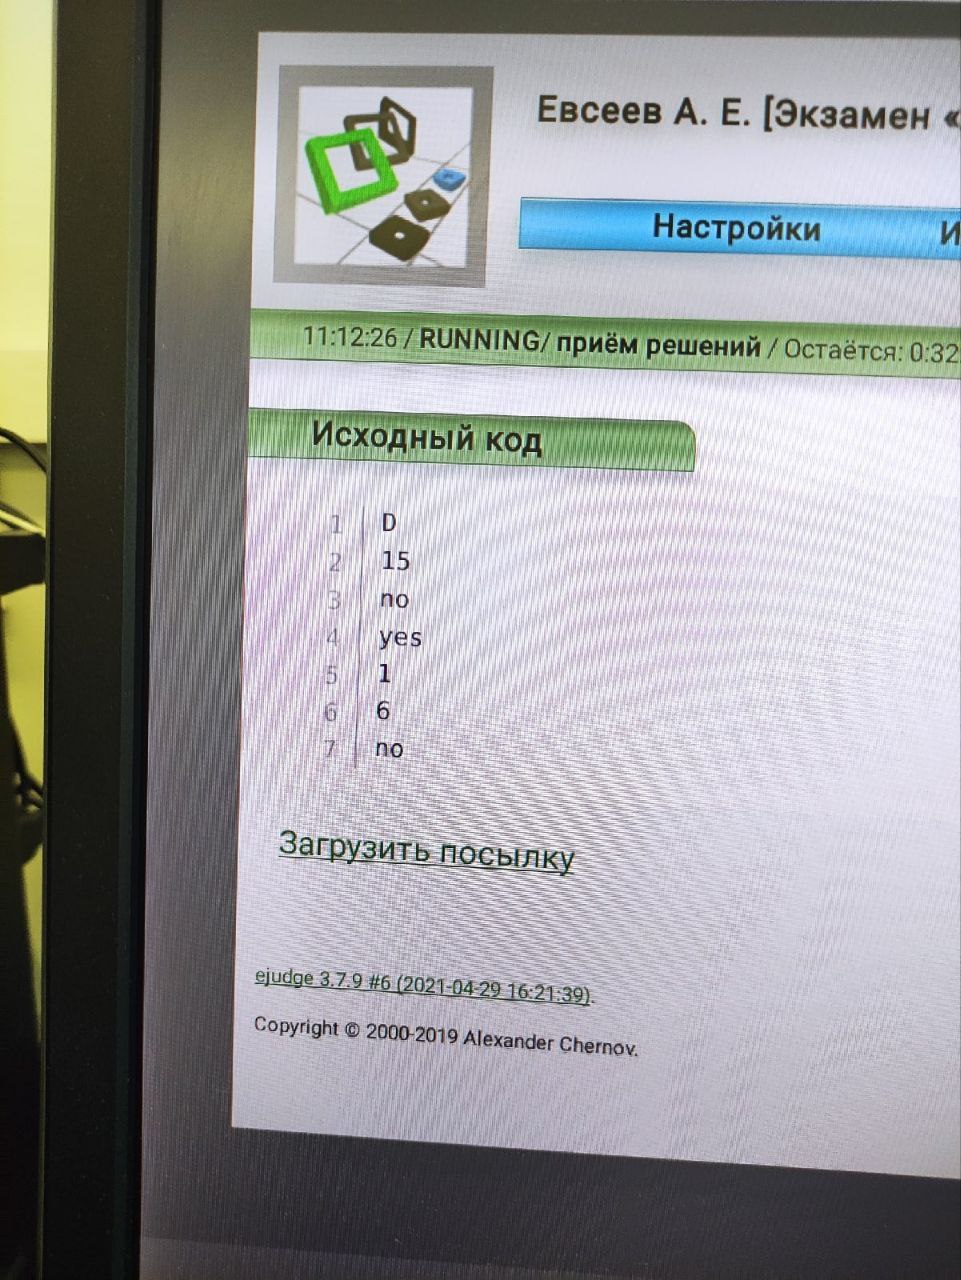 Евсеев А. Е. [Экзамен «
Настройки
11:12:26 / RUNNING/ приём решений / Остаётся: 0:32
Исходный код
1 D
2 15
3 no
4 yes
5 1
6 6
7 no
Загрузить посылку
ejudge 3.7.9 #6 (2021-04-29 16:21:39).
Copyright © 2000-2019 Alexander Chernov.